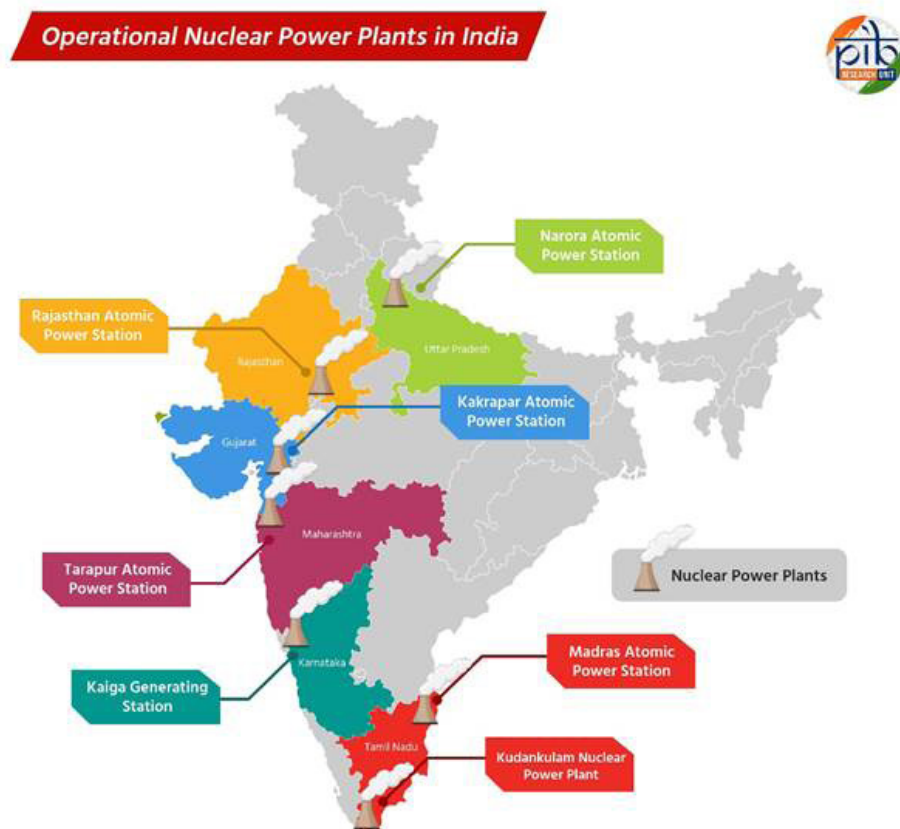 Operational Nuclear Power Plants in India
pib
RESEARCH UNIT
Narora Atomic
Power Station
Rajasthan Atomic
Power Station
Rajasthan
Uttar Pradesh
Kakrapar Atomic
Power Station
Gujarat
Maharashtra
Tarapur Atomic
Power Station
Nuclear Power Plants
Madras Atomic
Power Station
Karnataka
Kaiga Generating
Station
Tamil Nadu
Kudankulam Nuclear
Power Plant